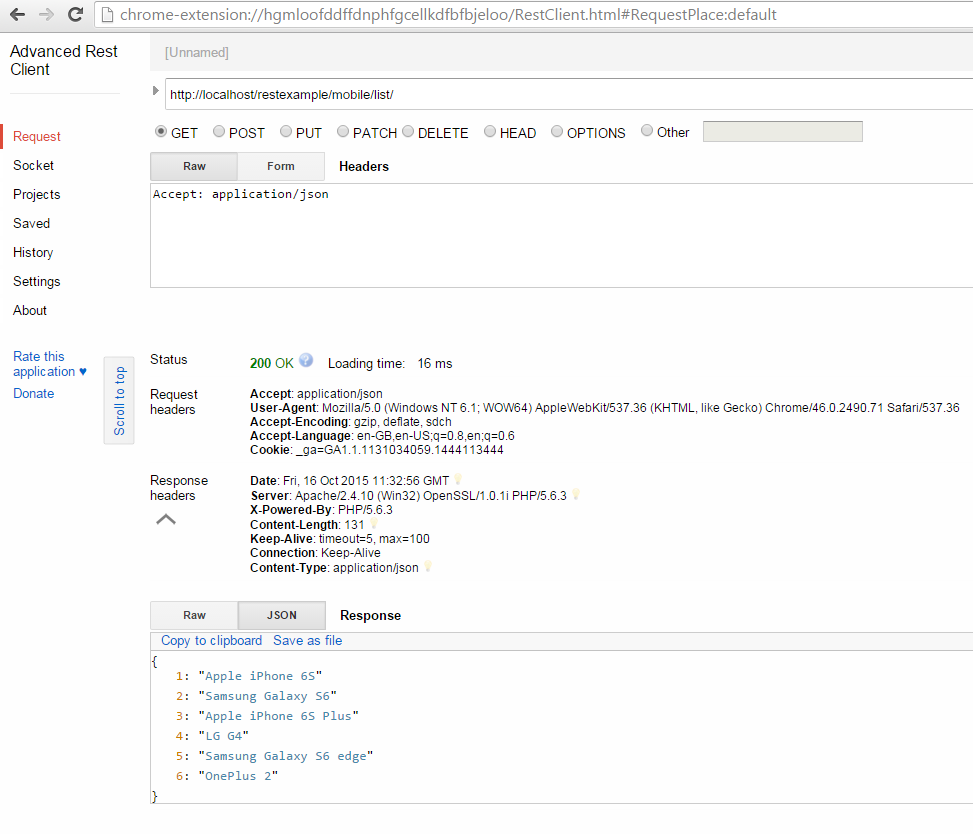 chrome-extension://hgmloofddffdnphfgcellkdfbfbjeloo/RestClient.html#RequestPlace:default
Advanced Rest
Client
[Unnamed]
http://localhost/restexample/mobile/list/
GET POST PUT PATCH DELETE HEAD OPTIONS Other
Raw Form Headers
Accept: application/json
Request
Socket
Projects
Saved
History
Settings
About
Rate this
application ♥
Donate
Scroll to top
Status 200 OK Loading time: 16 ms
Request
headers
Accept: application/json
User-Agent: Mozilla/5.0 (Windows NT 6.1; WOW64) AppleWebKit/537.36 (KHTML, like Gecko) Chrome/46.0.2490.71 Safari/537.36
Accept-Encoding: gzip, deflate, sdch
Accept-Language: en-GB,en-US;q=0.8,en;q=0.6
Cookie: _ga=GA1.1.1131034059.1444113444
Response
headers
Date: Fri, 16 Oct 2015 11:32:56 GMT
Server: Apache/2.4.10 (Win32) OpenSSL/1.0.1i PHP/5.6.3
X-Powered-By: PHP/5.6.3
Content-Length: 131
Keep-Alive: timeout=5, max=100
Connection: Keep-Alive
Content-Type: application/json
Raw JSON Response
Copy to clipboard Save as file
{
1: "Apple iPhone 6S"
2: "Samsung Galaxy S6"
3: "Apple iPhone 6S Plus"
4: "LG G4"
5: "Samsung Galaxy S6 edge"
6: "OnePlus 2"
}